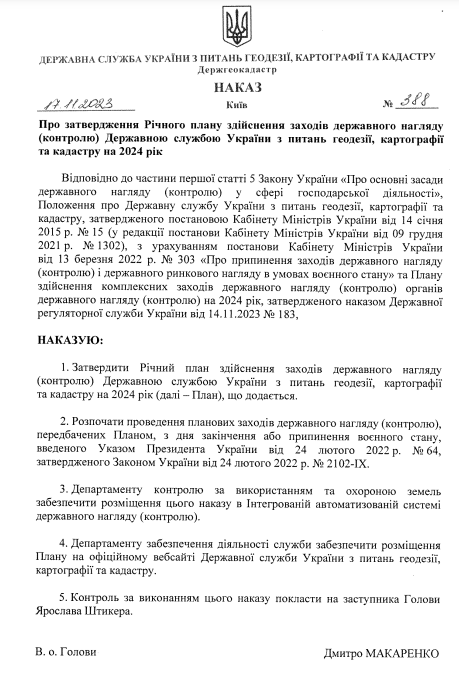 ДЕРЖАВНА СЛУЖБА УКРАЇНИ З ПИТАНЬ ГЕОДЕЗІЇ, КАРТОГРАФІЇ ТА КАДАСТРУ
Держгеокадастр
НАКАЗ
17.11.2023 Київ № 388
Про затвердження Річного плану здійснення заходів державного нагляду
(контролю) Державною службою України з питань геодезії, картографії
та кадастру на 2024 рік
Відповідно до частини першої статті 5 Закону України «Про основні засади
державного нагляду (контролю) у сфері господарської діяльності»,
Положення про Державну службу України з питань геодезії, картографії та
кадастру, затвердженого постановою Кабінету Міністрів України від 14 січня
2015 р. № 15 (у редакції постанови Кабінету Міністрів України від 09 грудня
2021 р. № 1302), з урахуванням постанови Кабінету Міністрів України
від 13 березня 2022 р. № 303 «Про припинення заходів державного нагляду
(контролю) і державного ринкового нагляду в умовах воєнного стану» та Плану
здійснення комплексних заходів державного нагляду (контролю) органів
державного нагляду (контролю) на 2024 рік, затвердженого наказом Державної
регуляторної служби України від 14.11.2023 № 183,
НАКАЗУЮ:
1. Затвердити Річний план здійснення заходів державного нагляду
(контролю) Державною службою України з питань геодезії, картографії
та кадастру на 2024 рік (далі – План), що додається.
2. Розпочати проведення планових заходів державного нагляду (контролю),
передбачених Планом, з дня закінчення або припинення воєнного стану,
введеного Указом Президента України від 24 лютого 2022 р. № 64,
затвердженого Законом України від 24 лютого 2022 р. № 2102-IX.
3. Департаменту контролю за використанням та охороною земель
забезпечити розміщення цього наказу в Інтегрованій автоматизованій системі
державного нагляду (контролю).
4. Департаменту забезпечення діяльності служби забезпечити розміщення
Плану на офіційному вебсайті Державної служби України з питань геодезії,
картографії та кадастру.
5. Контроль за виконанням цього наказу покласти на заступника Голови
Ярослава Штикера.
В. о. Голови Дмитро МАКАРЕНКО